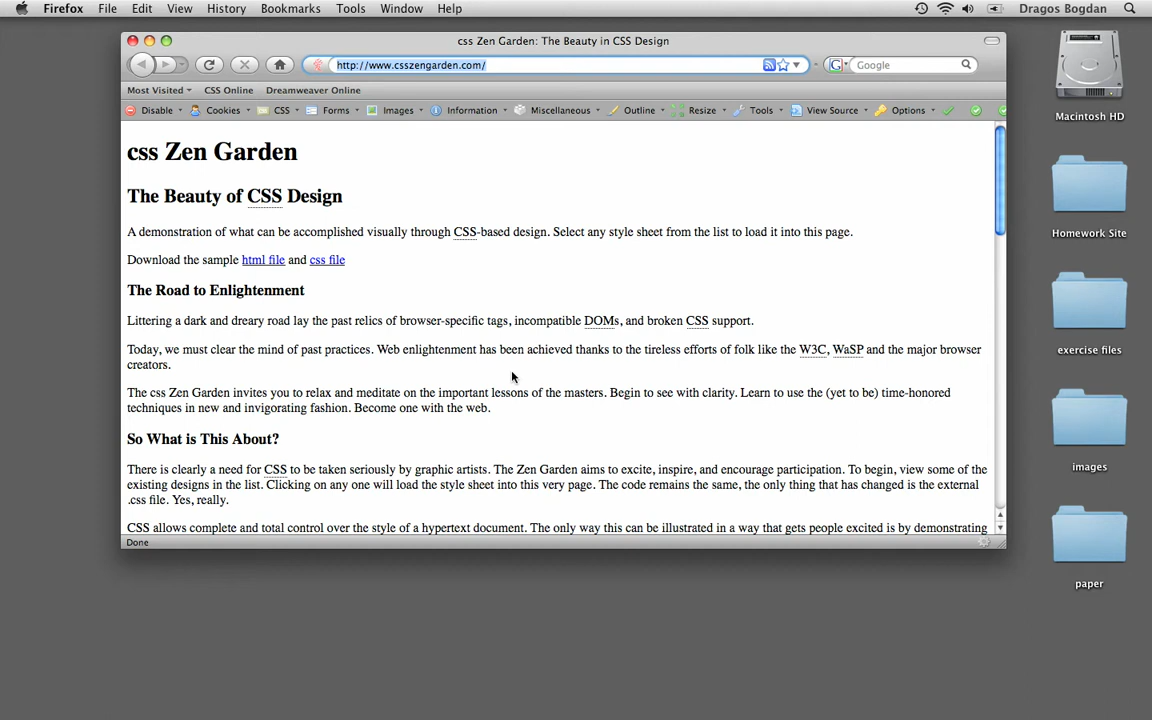 Firefox File Edit View History Bookmarks Tools Window Help Dragos Bogdan
css Zen Garden: The Beauty in CSS Design
http://www.csszengarden.com/ G Google
Most Visited CSS Online Dreamweaver Online
Disable Cookies CSS Forms Images Information Miscellaneous Outline Resize Tools View Source Options
css Zen Garden
The Beauty of CSS Design
A demonstration of what can be accomplished visually through CSS-based design. Select any style sheet from the list to load it into this page.
Download the sample html file and css file
The Road to Enlightenment
Littering a dark and dreary road lay the past relics of browser-specific tags, incompatible DOMs, and broken CSS support.
Today, we must clear the mind of past practices. Web enlightenment has been achieved thanks to the tireless efforts of folk like the W3C, WaSP and the major browser
creators.
The css Zen Garden invites you to relax and meditate on the important lessons of the masters. Begin to see with clarity. Learn to use the (yet to be) time-honored
techniques in new and invigorating fashion. Become one with the web.
So What is This About?
There is clearly a need for CSS to be taken seriously by graphic artists. The Zen Garden aims to excite, inspire, and encourage participation. To begin, view some of the
existing designs in the list. Clicking on any one will load the style sheet into this very page. The code remains the same, the only thing that has changed is the external
.css file. Yes, really.
CSS allows complete and total control over the style of a hypertext document. The only way this can be illustrated in a way that gets people excited is by demonstrating
Done
Macintosh HD
Homework Site
exercise files
images
paper